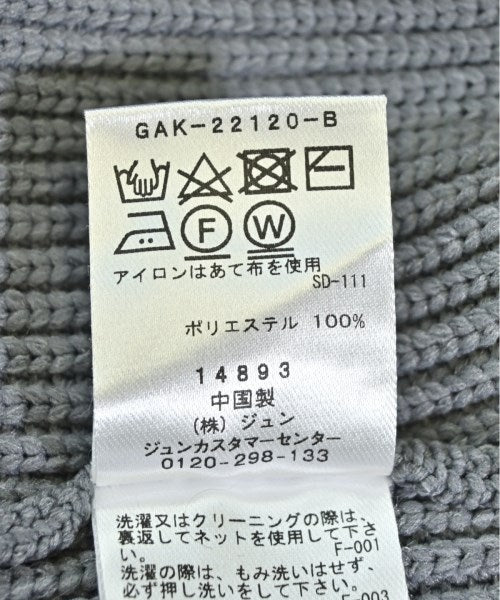 GAK-22120-B
F W
アイロンはあて布を使用
SD-111
ポリエステル 100%
14893
中国製
(株) ジュン
ジュンカスタマーセンター
0120-298-133
洗濯又はクリーニングの際は、
裏返してネットを使用して下さ
い。 F-001
洗濯の際は、もみ洗いはせず、
必ず押し洗いをして下さい。
F-003